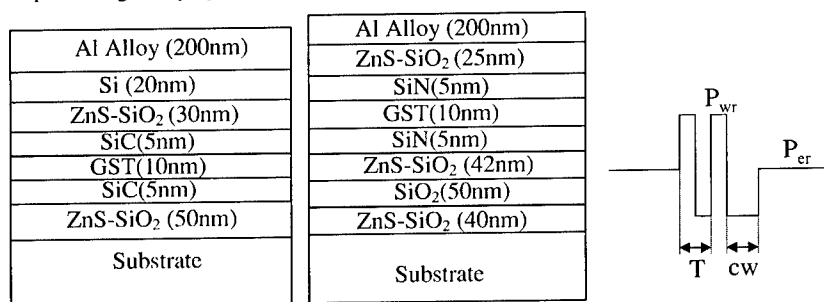 Al Alloy (200nm)
Si (20nm)
ZnS-SiO₂ (30nm)
SiC(5nm)
GST(10nm)
SiC(5nm)
ZnS-SiO₂ (50nm)
Substrate
Al Alloy (200nm)
ZnS-SiO₂ (25nm)
SiN(5nm)
GST(10nm)
SiN(5nm)
ZnS-SiO₂ (42nm)
SiO₂(50nm)
ZnS-SiO₂ (40nm)
Substrate
P_wr
P_er
T
cw